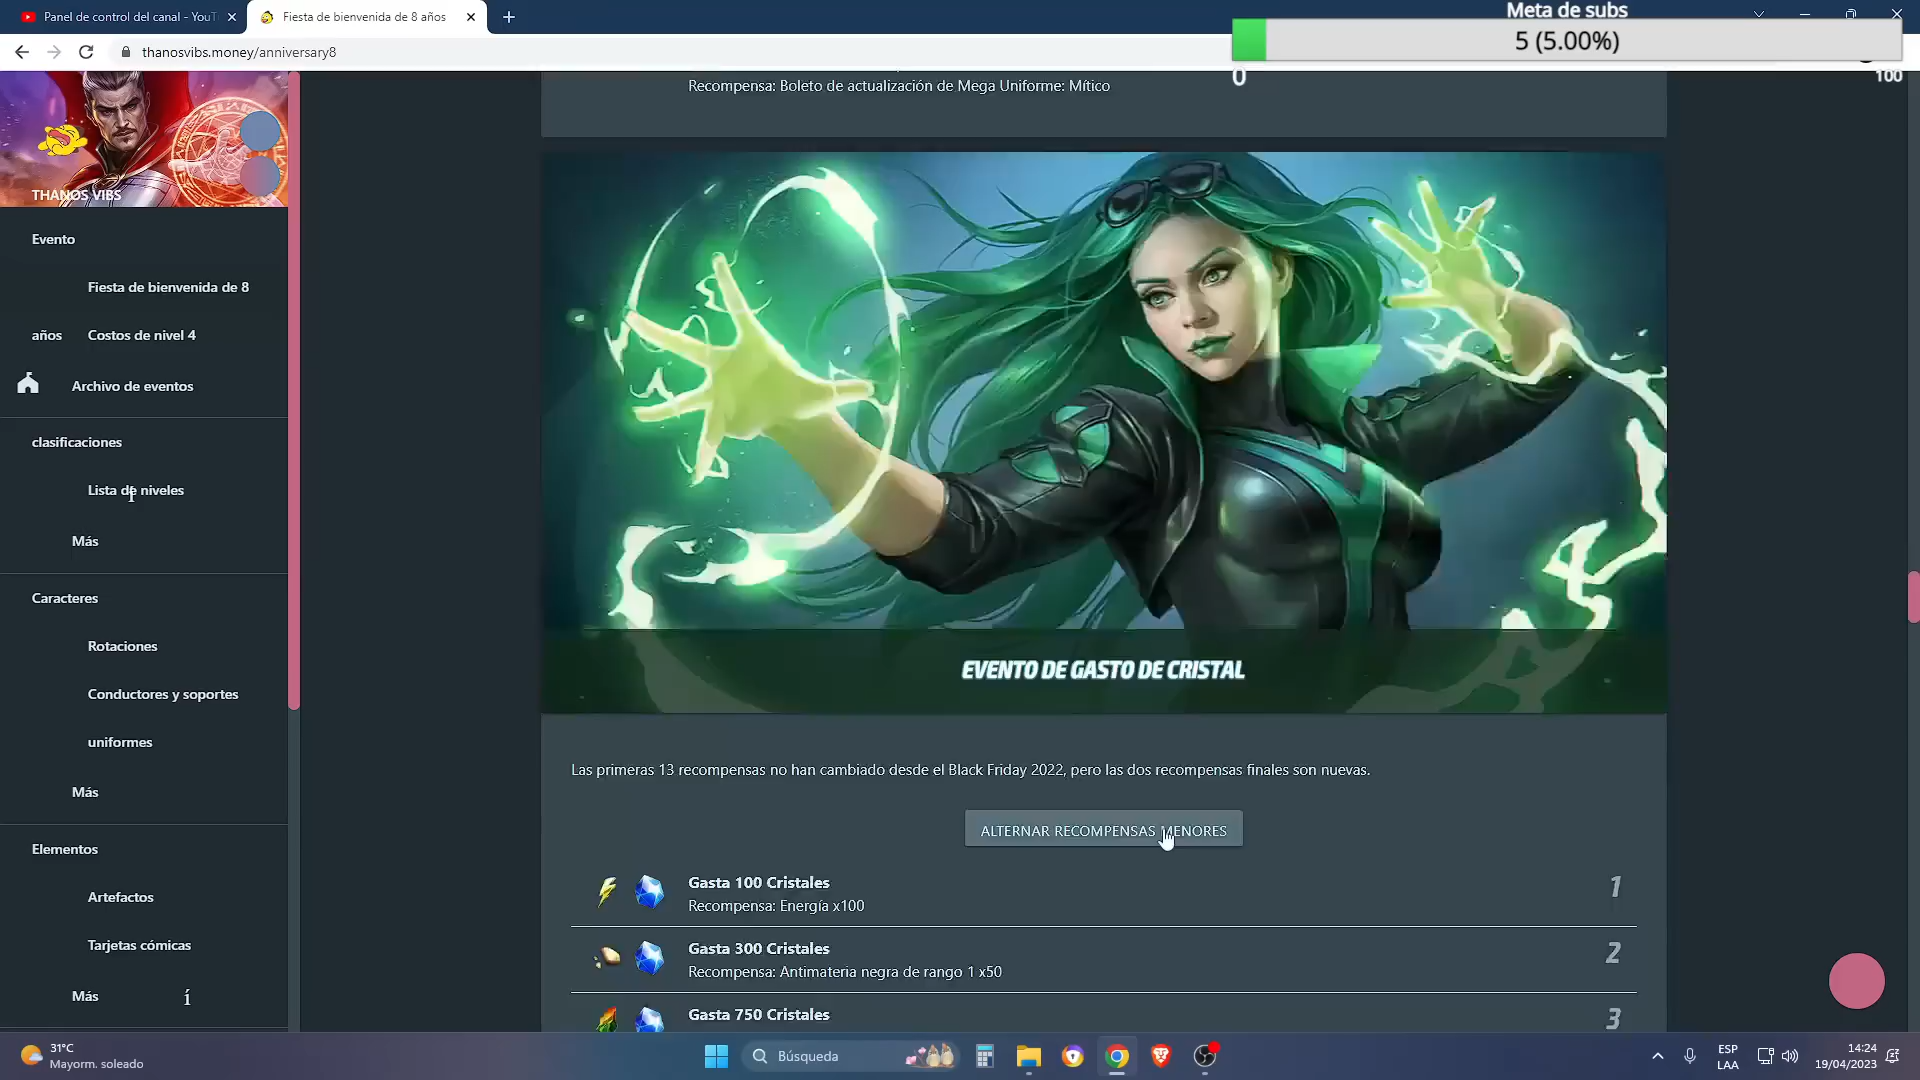 Panel de control del canal - YouT
Fiesta de bienvenida de 8 años
Meta de subs
5 (5.00%)
0
100
thanosvibs.money/anniversary8
THANOS VIBS
Evento
Fiesta de bienvenida de 8
años
Costos de nivel 4
Archivo de eventos
clasificaciones
Lista de niveles
Más
Caracteres
Rotaciones
Conductores y soportes
uniformes
Más
Elementos
Artefactos
Tarjetas cómicas
Más
í
Recompensa: Boleto de actualización de Mega Uniforme: Mítico
EVENTO DE GASTO DE CRISTAL
Las primeras 13 recompensas no han cambiado desde el Black Friday 2022, pero las dos recompensas finales son nuevas.
ALTERNAR RECOMPENSAS MENORES
Gasta 100 Cristales
1
Recompensa: Energía x100
Gasta 300 Cristales
2
Recompensa: Antimateria negra de rango 1 x50
Gasta 750 Cristales
3
31°C
Mayorm. soleado
Búsqueda
ESP
LAA
14:24
19/04/2023